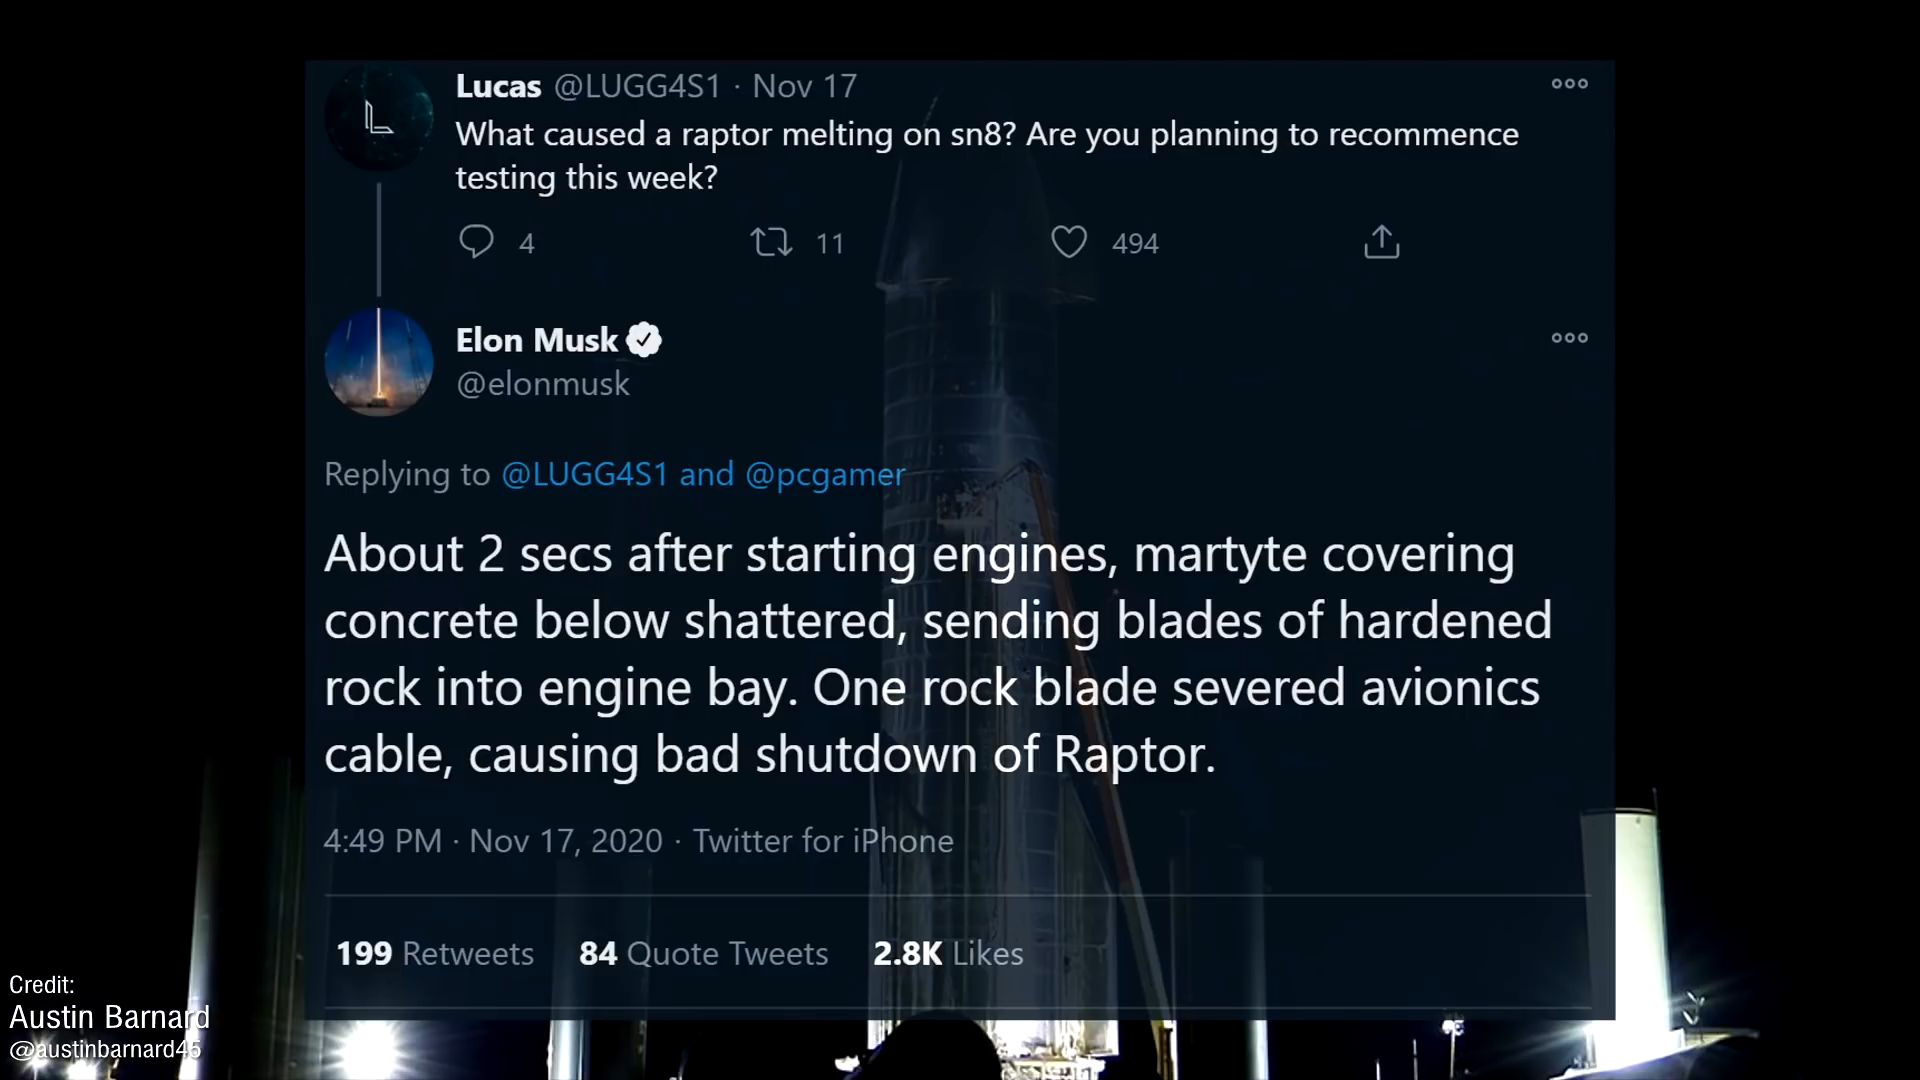 Lucas @LUGG4S1 · Nov 17
What caused a raptor melting on sn8? Are you planning to recommence
testing this week?
4 11 494
Elon Musk
@elonmusk
Replying to @LUGG4S1 and @pcgamer
About 2 secs after starting engines, martyte covering
concrete below shattered, sending blades of hardened
rock into engine bay. One rock blade severed avionics
cable, causing bad shutdown of Raptor.
4:49 PM · Nov 17, 2020 · Twitter for iPhone
199 Retweets 84 Quote Tweets 2.8K Likes
Credit:
Austin Barnard
@austinbarnard45